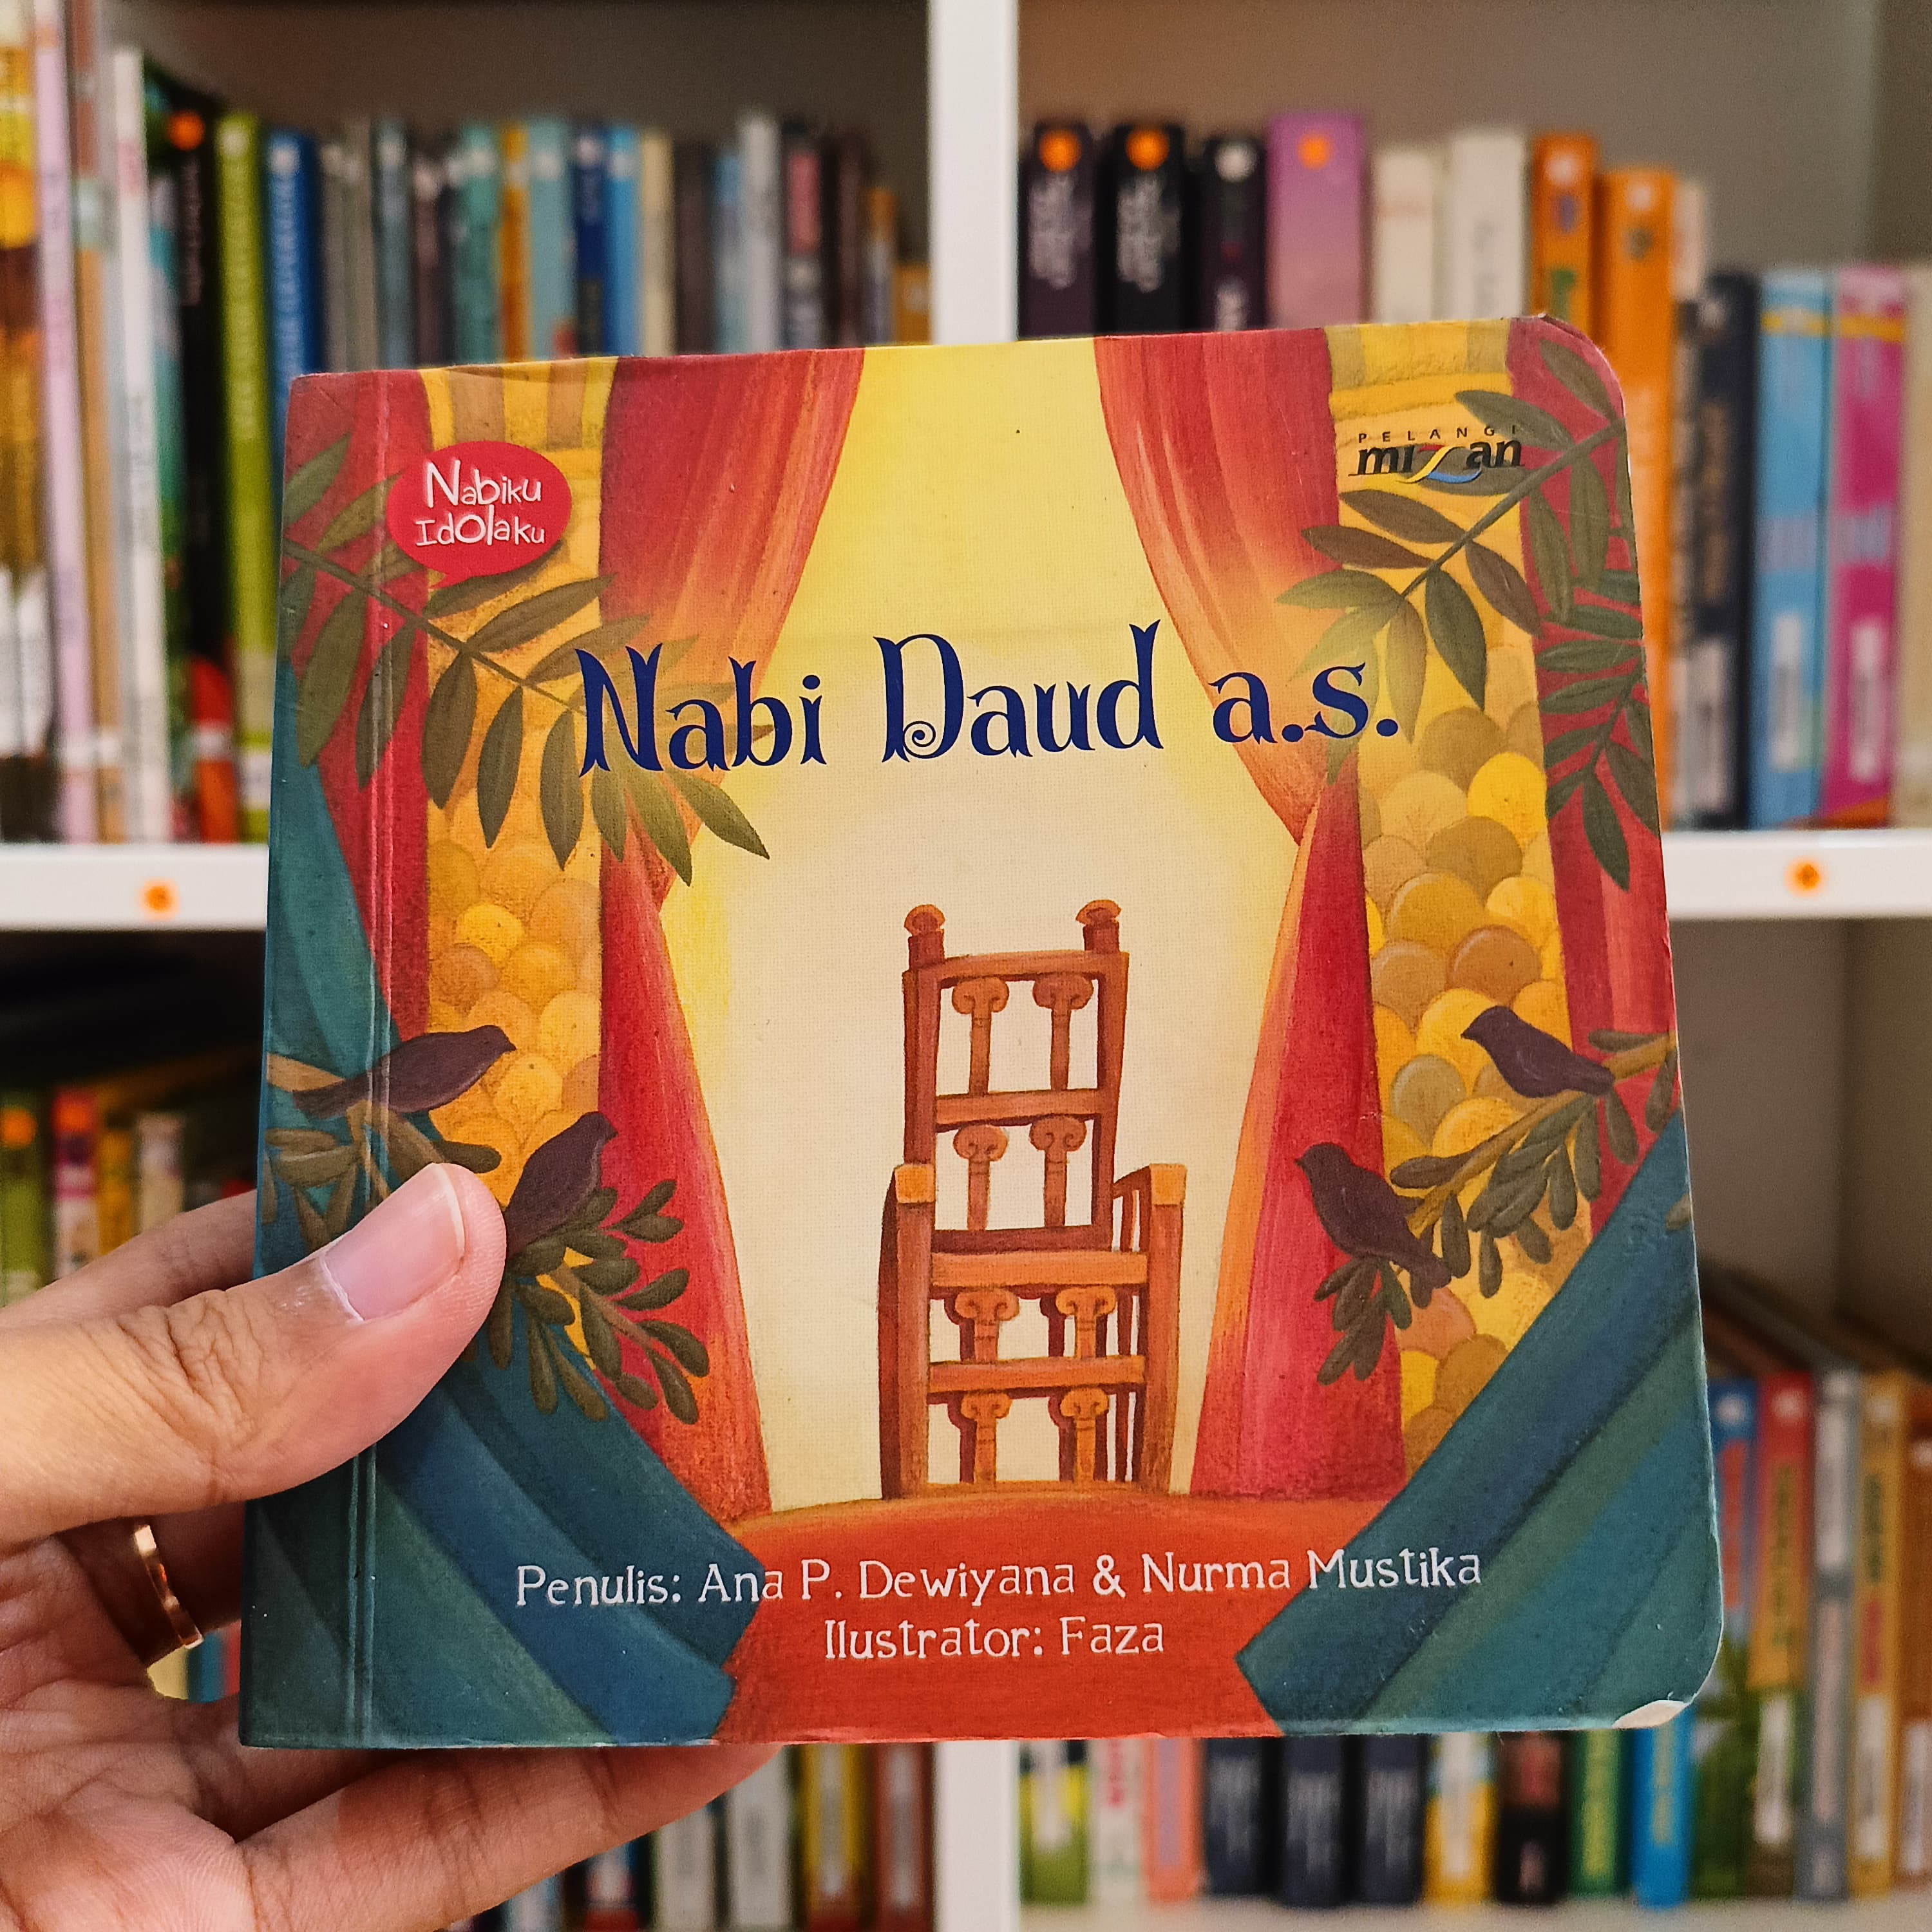 Nabiku
Idolaku
PELANGI
mizan
Nabi Daud a.s.
Penulis: Ana P. Dewiyana & Nurma Mustika
Ilustrator: Faza